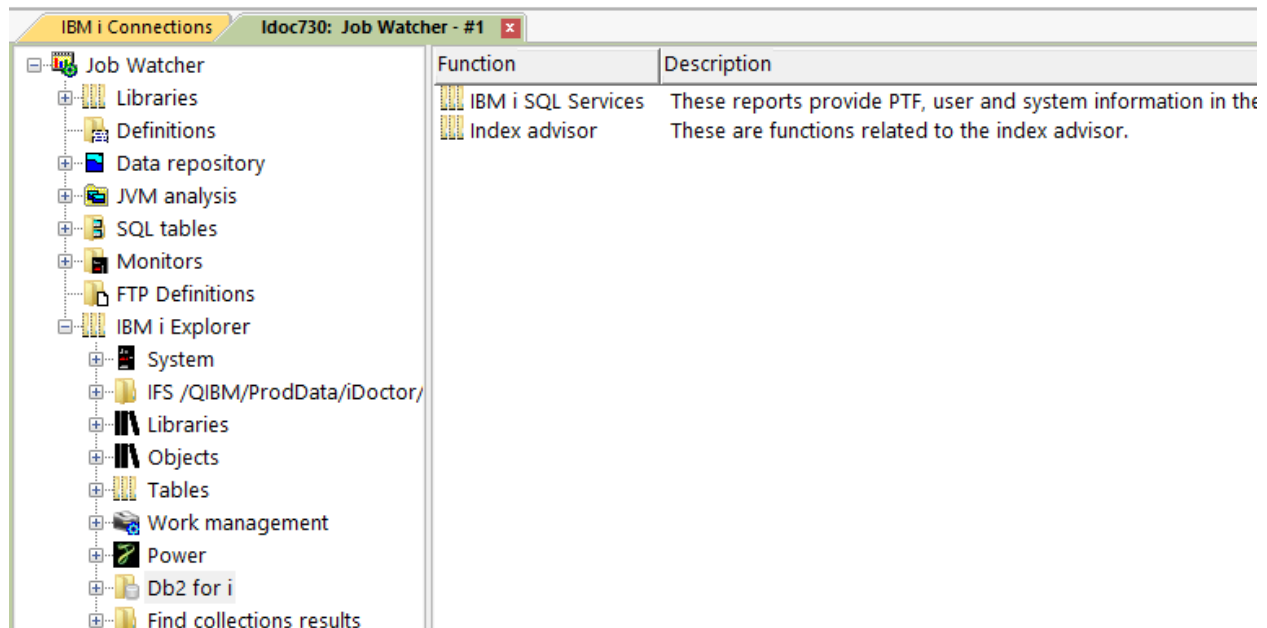 IBM i Connections Idoc730: Job Watcher - #1
Job Watcher
Libraries
Definitions
Data repository
JVM analysis
SQL tables
Monitors
FTP Definitions
IBM i Explorer
System
IFS /QIBM/ProdData/iDoctor/
Libraries
Objects
Tables
Work management
Power
Db2 for i
Find collections results
Function Description
IBM i SQL Services These reports provide PTF, user and system information in the
Index advisor These are functions related to the index advisor.